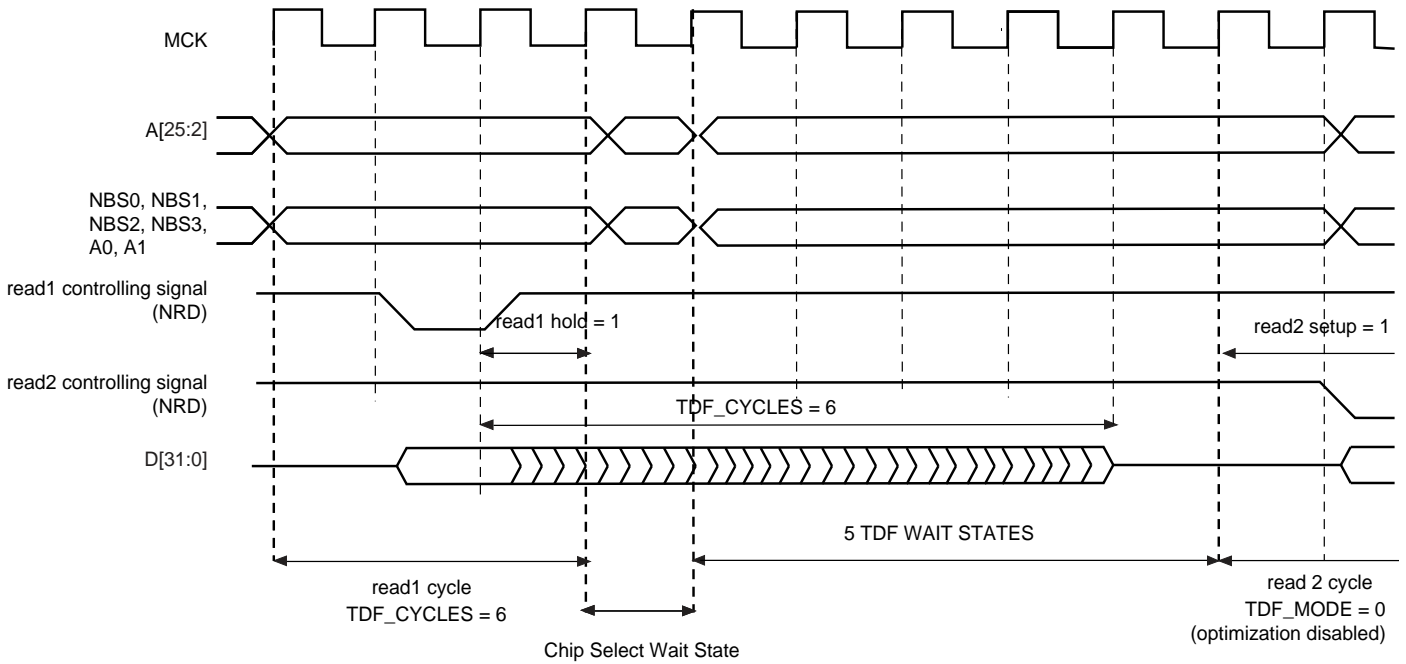 MCK
A[25:2]
NBS0, NBS1,
NBS2, NBS3,
A0, A1
read1 controlling signal
(NRD)
read1 hold = 1
read2 setup = 1
read2 controlling signal
(NRD)
TDF_CYCLES = 6
D[31:0]
5 TDF WAIT STATES
read1 cycle
TDF_CYCLES = 6
Chip Select Wait State
read 2 cycle
TDF_MODE = 0
(optimization disabled)